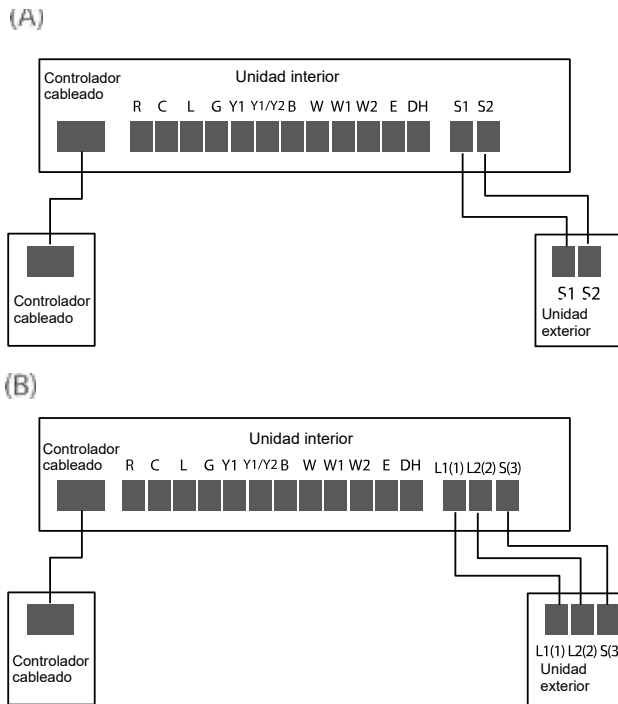 (A)
Controlador
cableado
Unidad interior
R C L G Y1 Y1/Y2 B W W1 W2 E DH S1 S2
Controlador
cableado
S1 S2
Unidad
exterior
(B)
Controlador
cableado
Unidad interior
R C L G Y1 Y1/Y2 B W W1 W2 E DH L1(1) L2(2) S(3)
Controlador
cableado
L1(1) L2(2) S(3
Unidad
exterior